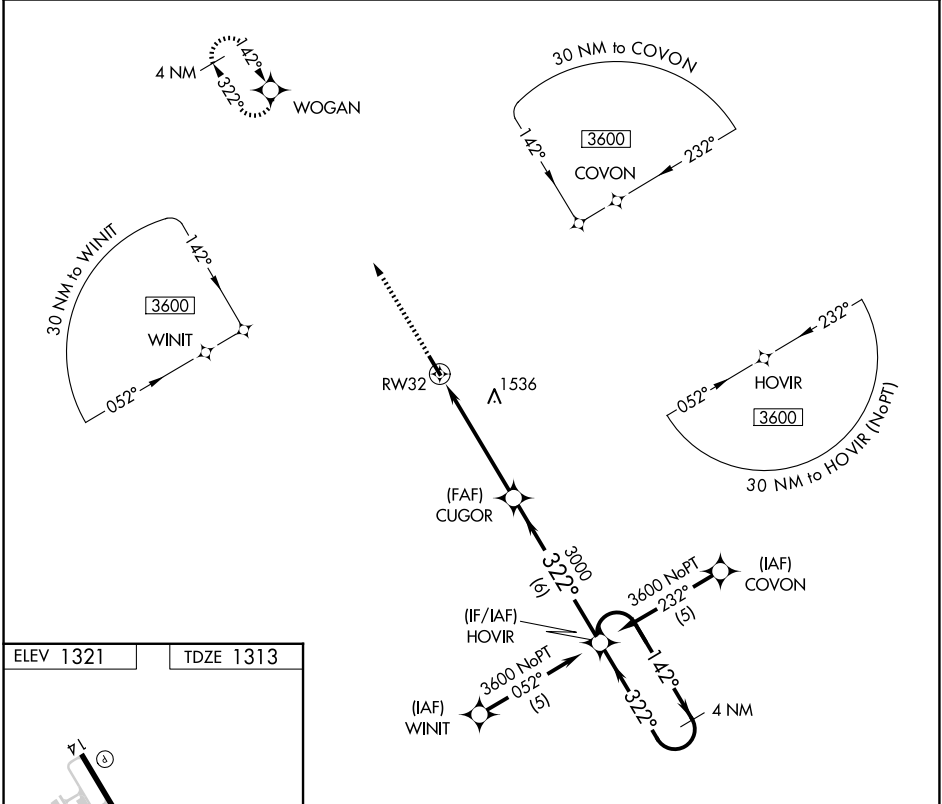 4 NM
142°
322°
WOGAN
30 NM to COVON
142°
3600
COVON
232°
30 NM to WINIT
142°
3600
WINIT
052°
232°
052°
HOVIR
3600
30 NM to HOVIR (NoPT)
RW32
1536
(FAF)
CUGOR
3000
322°
(6)
(IAF)
COVON
3600 NoPT
232°
(5)
(IF/IAF)
HOVIR
3600 NoPT
052°
(5)
(IAF)
WINIT
142°
322°
4 NM
ELEV 1321
TDZE 1313
14
P